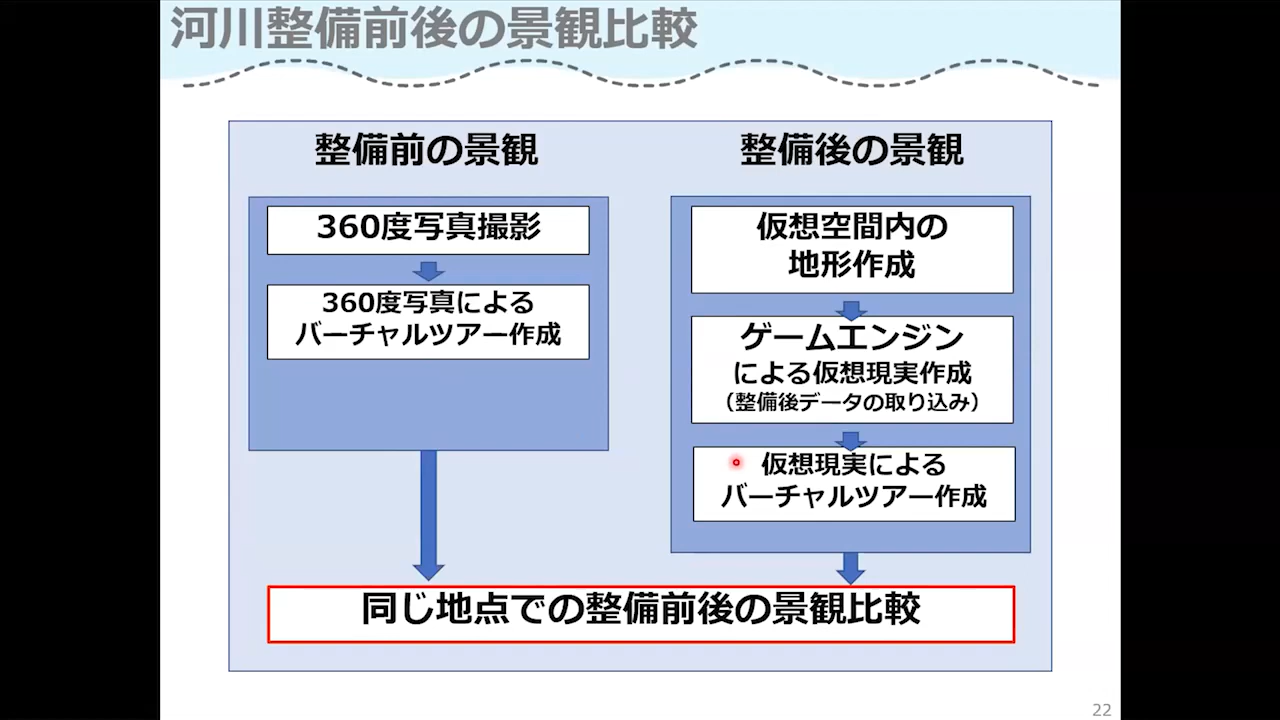 河川整備前後の景観比較
整備前の景観
360度写真撮影
360度写真による
バーチャルツアー作成
整備後の景観
仮想空間内の
地形作成
ゲームエンジン
による仮想現実作成
（整備後データの取り込み）
仮想現実による
バーチャルツアー作成
同じ地点での整備前後の景観比較
22